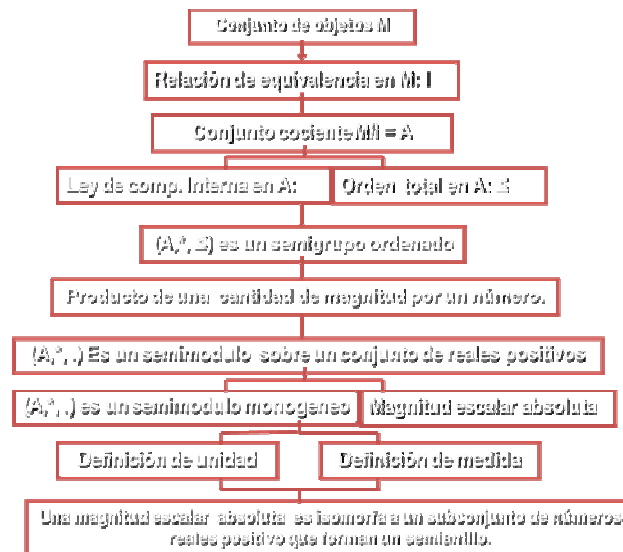 Conjunto de objetos M
Relación de equivalencia en M: I
Conjunto cociente M/I = A
Ley de comp. Interna en A:
Orden total en A: ≤
(A,*, ≤) es un semigrupo ordenado
Producto de una cantidad de magnitud por un número.
(A,*, .) Es un semimodulo sobre un conjunto de reales positivos
(A,*, .) es un semimodulo monogeneo
Magnitud escalar absoluta
Definición de unidad
Definición de medida
Una magnitud escalar absoluta es isomorfa a un subconjunto de números
reales positivo que forman un semianillo.